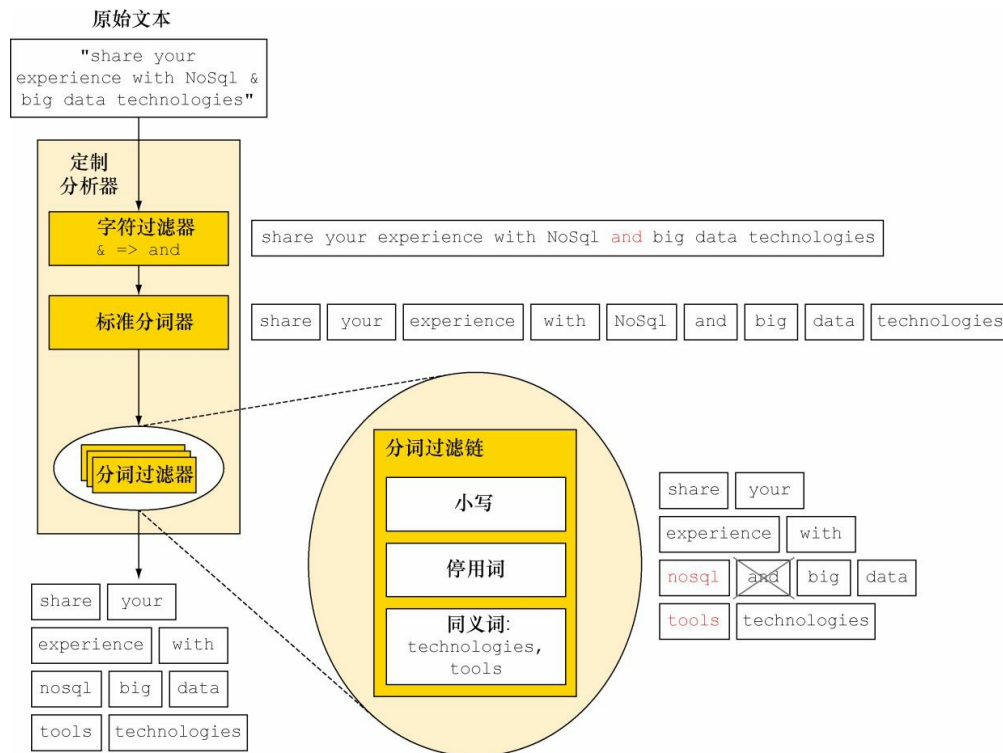 原始文本
"share your
experience with NoSql &
big data technologies"
定制
分析器
字符过滤器
& => and
share your experience with NoSql and big data technologies
标准分词器
share your experience with NoSql and big data technologies
分词过滤器
分词过滤链
小写
停用词
同义词:
technologies,
tools
share your
experience with
nosql and big data
tools technologies
share your
experience with
nosql big data
tools technologies